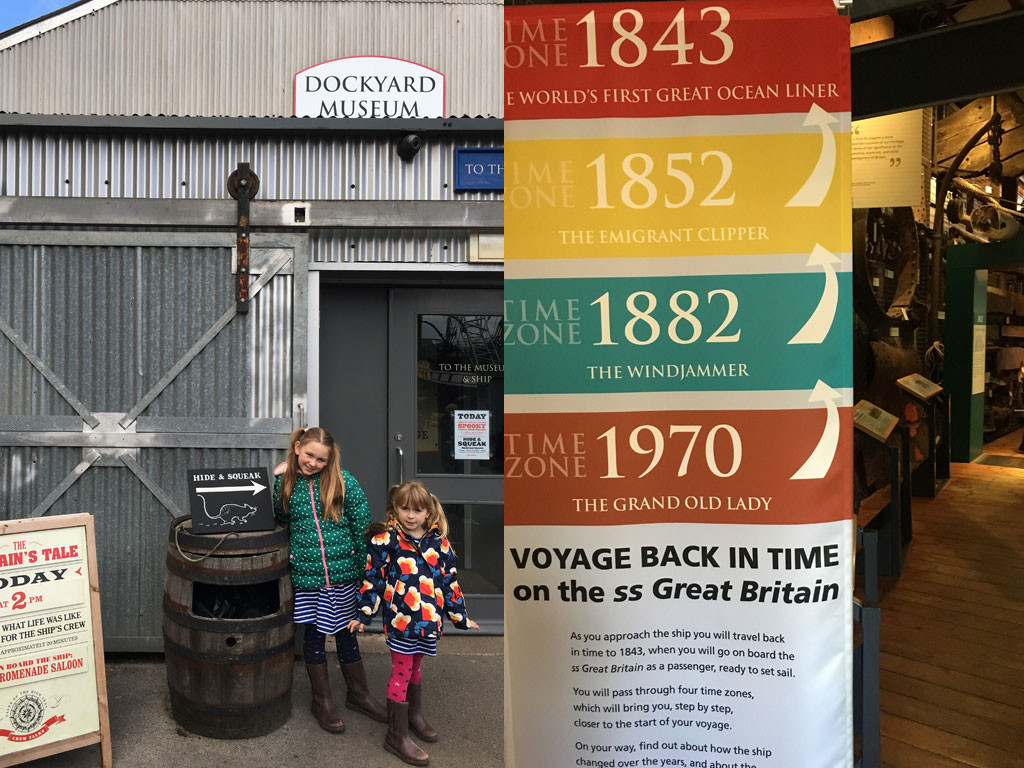 DOCKYARD
MUSEUM
TO TH
TO THE MUSEU
& SHIP
TODAY
SPOOKY
HIDE &
SQUEAK
HIDE & SQUEAK
THE
AIN'S TALE
ODAY
AT 2 PM
WHAT LIFE WAS LIKE
FOR THE SHIP'S CREW
APPROXIMATELY 20 MINUTES
N BOARD THE SHIP:
PROMENADE SALOON
CREW TALKS
TIME ZONE 1843
E WORLD'S FIRST GREAT OCEAN LINER
TIME ZONE 1852
THE EMIGRANT CLIPPER
TIME ZONE 1882
THE WINDJAMMER
TIME ZONE 1970
THE GRAND OLD LADY
VOYAGE BACK IN TIME
on the ss Great Britain
As you approach the ship you will travel back
in time to 1843, when you will go on board the
ss Great Britain as a passenger, ready to set sail.
You will pass through four time zones,
which will bring you, step by step,
closer to the start of your voyage.
On your way, find out about how the ship
changed over the years, and about the